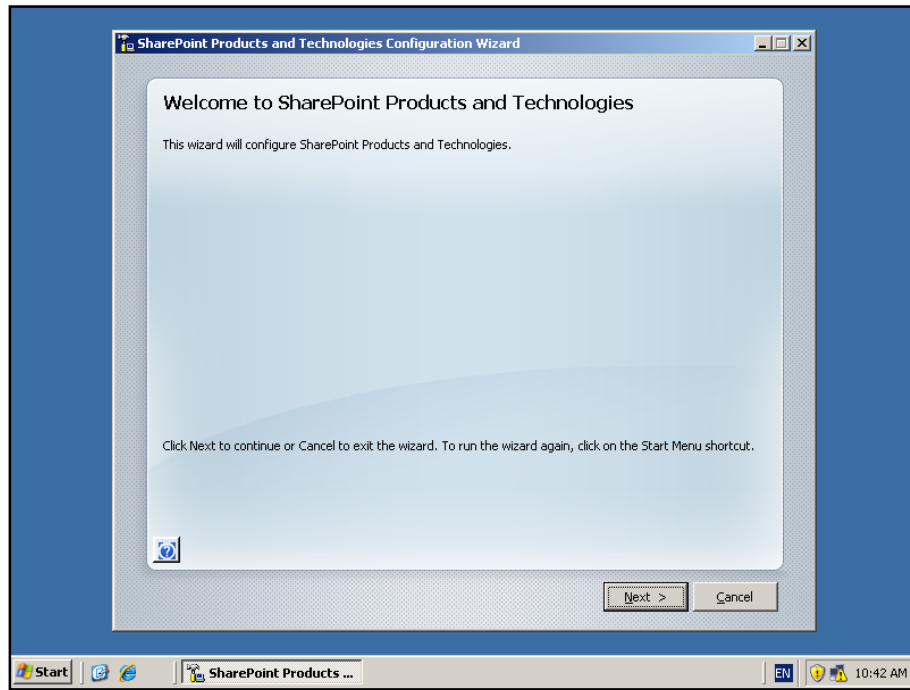 SharePoint Products and Technologies Configuration Wizard
Welcome to SharePoint Products and Technologies
This wizard will configure SharePoint Products and Technologies.
Click Next to continue or Cancel to exit the wizard. To run the wizard again, click on the Start Menu shortcut.
Next >
Cancel
Start
SharePoint Products ...
EN
10:42 AM